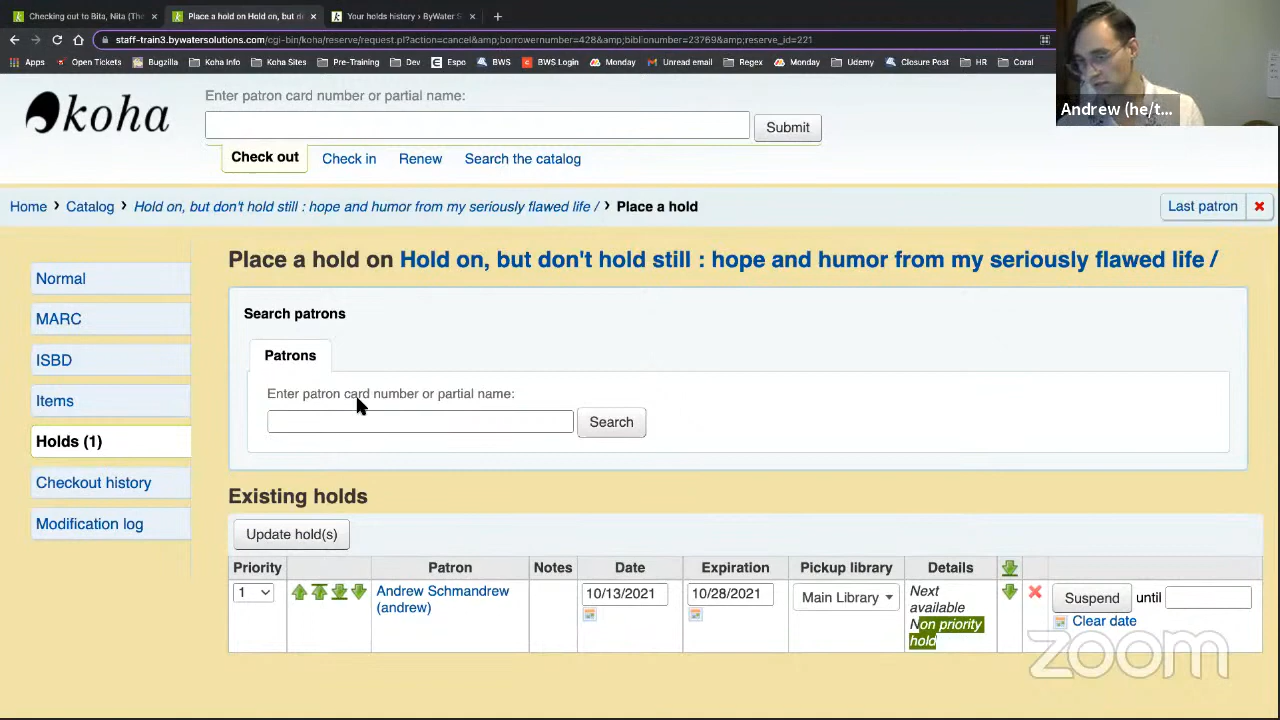 Checking out to Bita, Nita (The
Place a hold on Hold on, but d
Your holds history › ByWater S
staff-train3.bywatersolutions.com/cgi-bin/koha/reserve/request.pl?action=cancel&amp;borrowernumber=428&amp;biblionumber=23769&amp;reserve_id=221
Apps Open Tickets Bugzilla Koha Info Koha Sites Pre-Training Dev Espo BWS BWS Login Monday Unread email Regex Monday Udemy Closure Post HR Coral
Andrew (he/t...
koha
Enter patron card number or partial name:
Submit
Check out Check in Renew Search the catalog
Home › Catalog › Hold on, but don't hold still : hope and humor from my seriously flawed life / › Place a hold
Last patron
Normal
MARC
ISBD
Items
Holds (1)
Checkout history
Modification log
Place a hold on Hold on, but don't hold still : hope and humor from my seriously flawed life /
Search patrons
Patrons
Enter patron card number or partial name:
Search
Existing holds
Update hold(s)
Priority Patron Notes Date Expiration Pickup library Details
1 Andrew Schmandrew
(andrew)
10/13/2021
10/28/2021
Main Library
Next
available
Non priority
hold
Suspend until
Clear date
zoom